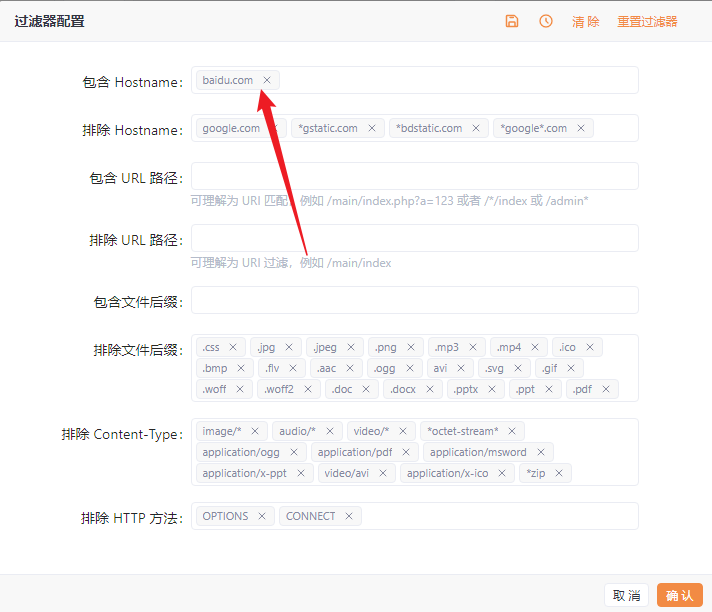 过滤器配置 清 除 重置过滤器
包含 Hostname: baidu.com ×
排除 Hostname: google.com × *gstatic.com × *bdstatic.com × *google*.com ×
包含 URL 路径:
可理解为 URI 匹配，例如 /main/index.php?a=123 或者 /*/index 或 /admin*
排除 URL 路径:
可理解为 URI 过滤，例如 /main/index
包含文件后缀:
排除文件后缀: .css × .jpg × .jpeg × .png × .mp3 × .mp4 × .ico ×
.bmp × .flv × .aac × .ogg × avi × .svg × .gif ×
.woff × .woff2 × .doc × .docx × .pptx × .ppt × .pdf ×
排除 Content-Type: image/* × audio/* × video/* × *octet-stream* ×
application/ogg × application/pdf × application/msword ×
application/x-ppt × video/avi × application/x-ico × *zip ×
排除 HTTP 方法: OPTIONS × CONNECT ×
取 消 确 认